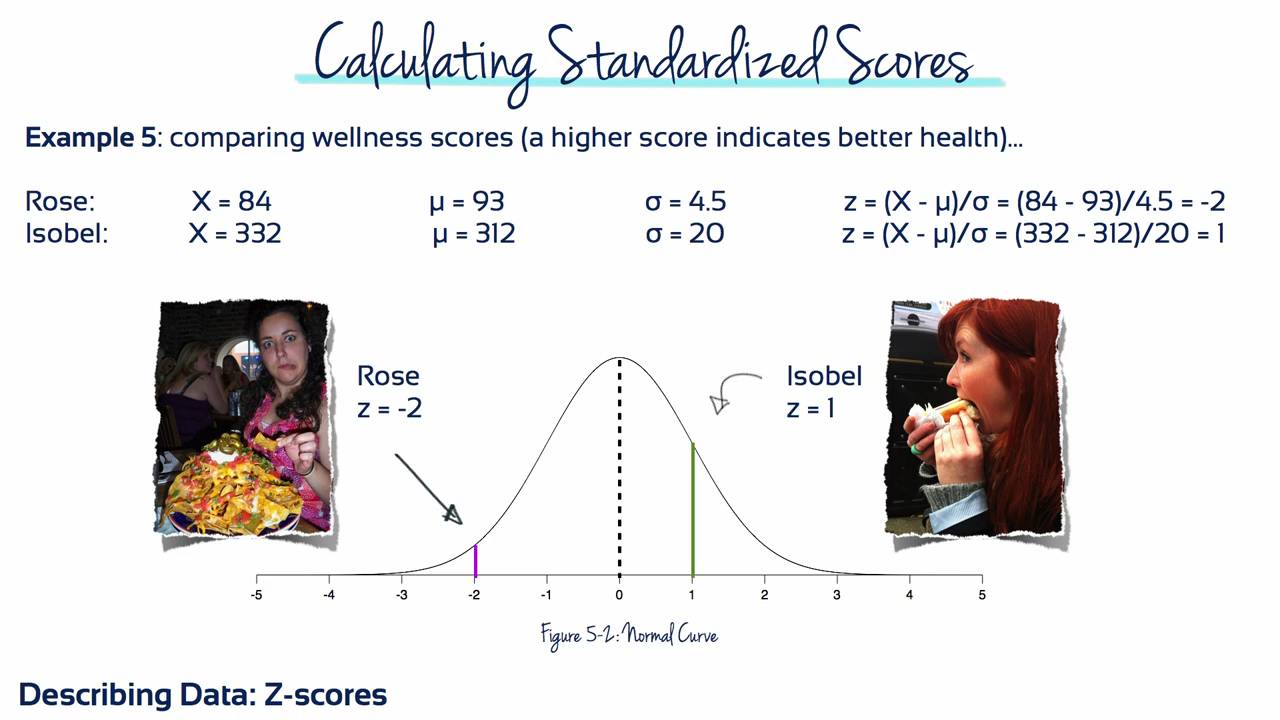 Calculating Standardized Scores
Example 5: comparing wellness scores (a higher score indicates better health)...
Rose: X = 84 μ = 93 σ = 4.5 z = (X - μ)/σ = (84 - 93)/4.5 = -2
Isobel: X = 332 μ = 312 σ = 20 z = (X - μ)/σ = (332 - 312)/20 = 1
Rose
z = -2
Isobel
z = 1
-5 -4 -3 -2 -1 0 1 2 3 4 5
Figure 5-2: Normal Curve
Describing Data: Z-scores